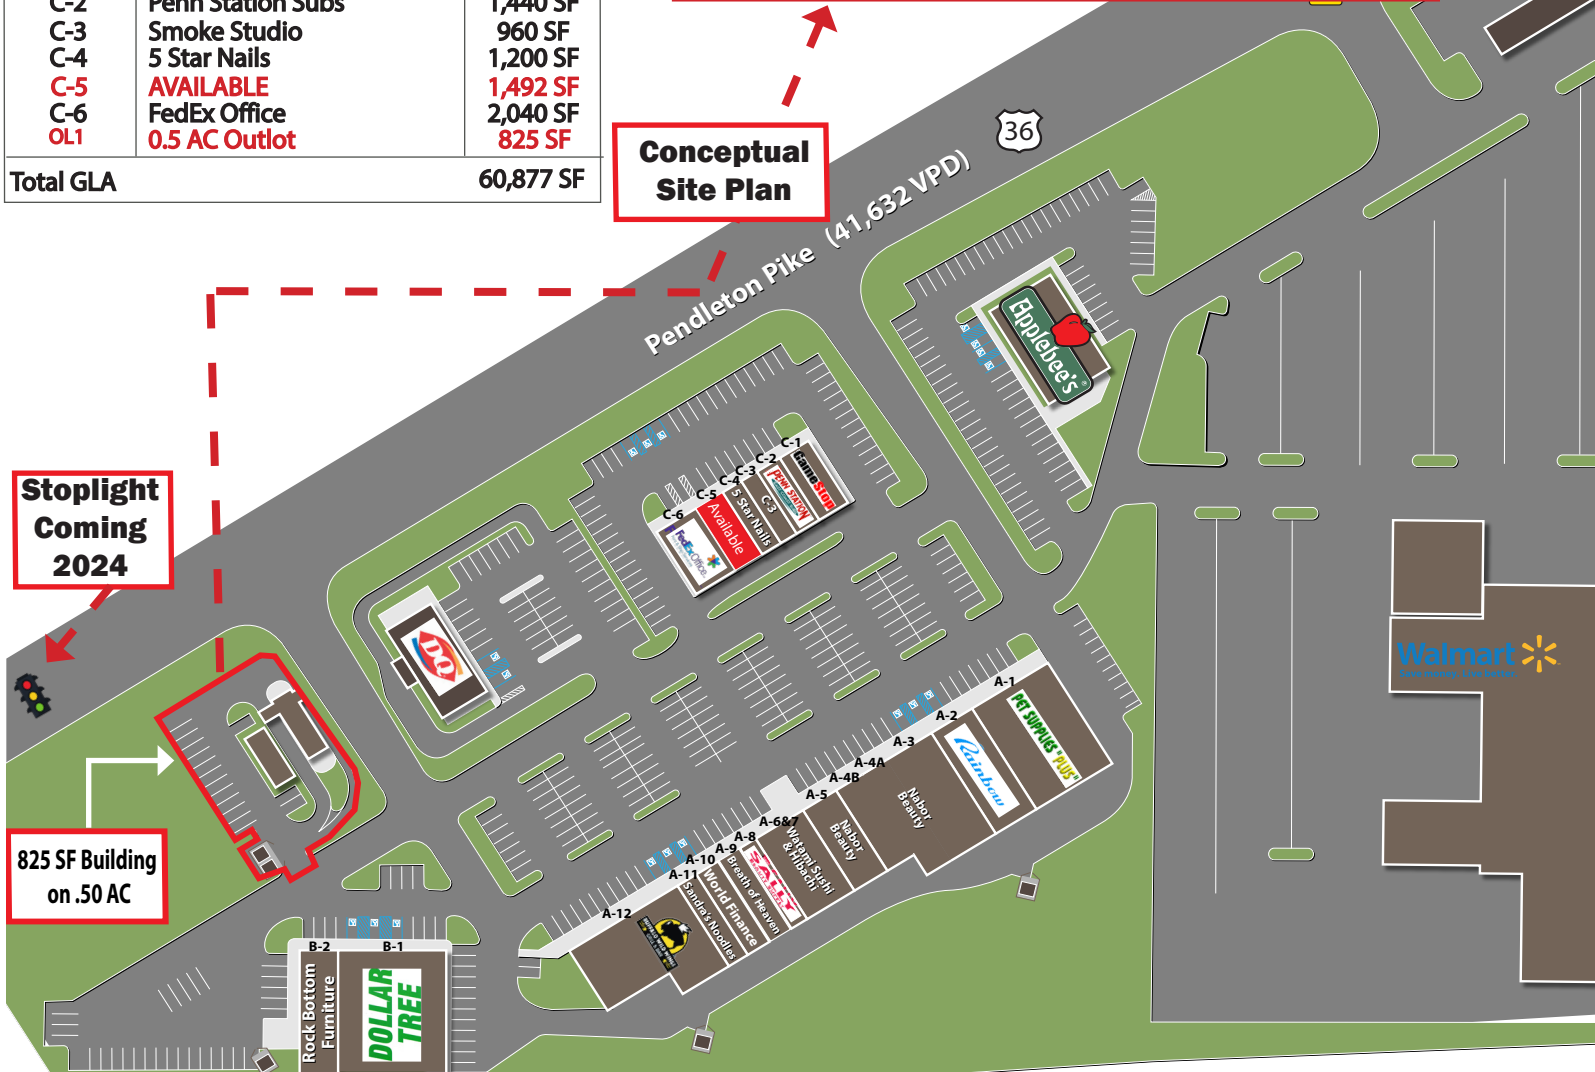 C-2 Penn Station Subs 1,440 SF
C-3 Smoke Studio 960 SF
C-4 5 Star Nails 1,200 SF
C-5 AVAILABLE 1,492 SF
C-6 FedEx Office 2,040 SF
OL1 0.5 AC Outlot 825 SF
Total GLA 60,877 SF
Conceptual
Site Plan
36
Pendleton Pike (41,632 VPD)
Applebee's
Stoplight
Coming
2024
C-1
C-2
C-3
C-4
C-5
C-6
GameStop
PENN STATION
C-3
5 Star Nails
Available
FedEx Office
DQ
Walmart
825 SF Building
on .50 AC
A-1
A-2
A-3
A-4A
A-4B
A-5
A-6&7
A-8
A-9
A-10
A-11
A-12
PET SUPPLIES "PLUS"
Rainbow
Nabor
Beauty
Nabor
Beauty
Watami Sushi
& Hibachi
SALLY
Breath of Heaven
World Finance
Sandra's Noodles
B-2
B-1
Rock Bottom
Furniture
DOLLAR
TREE